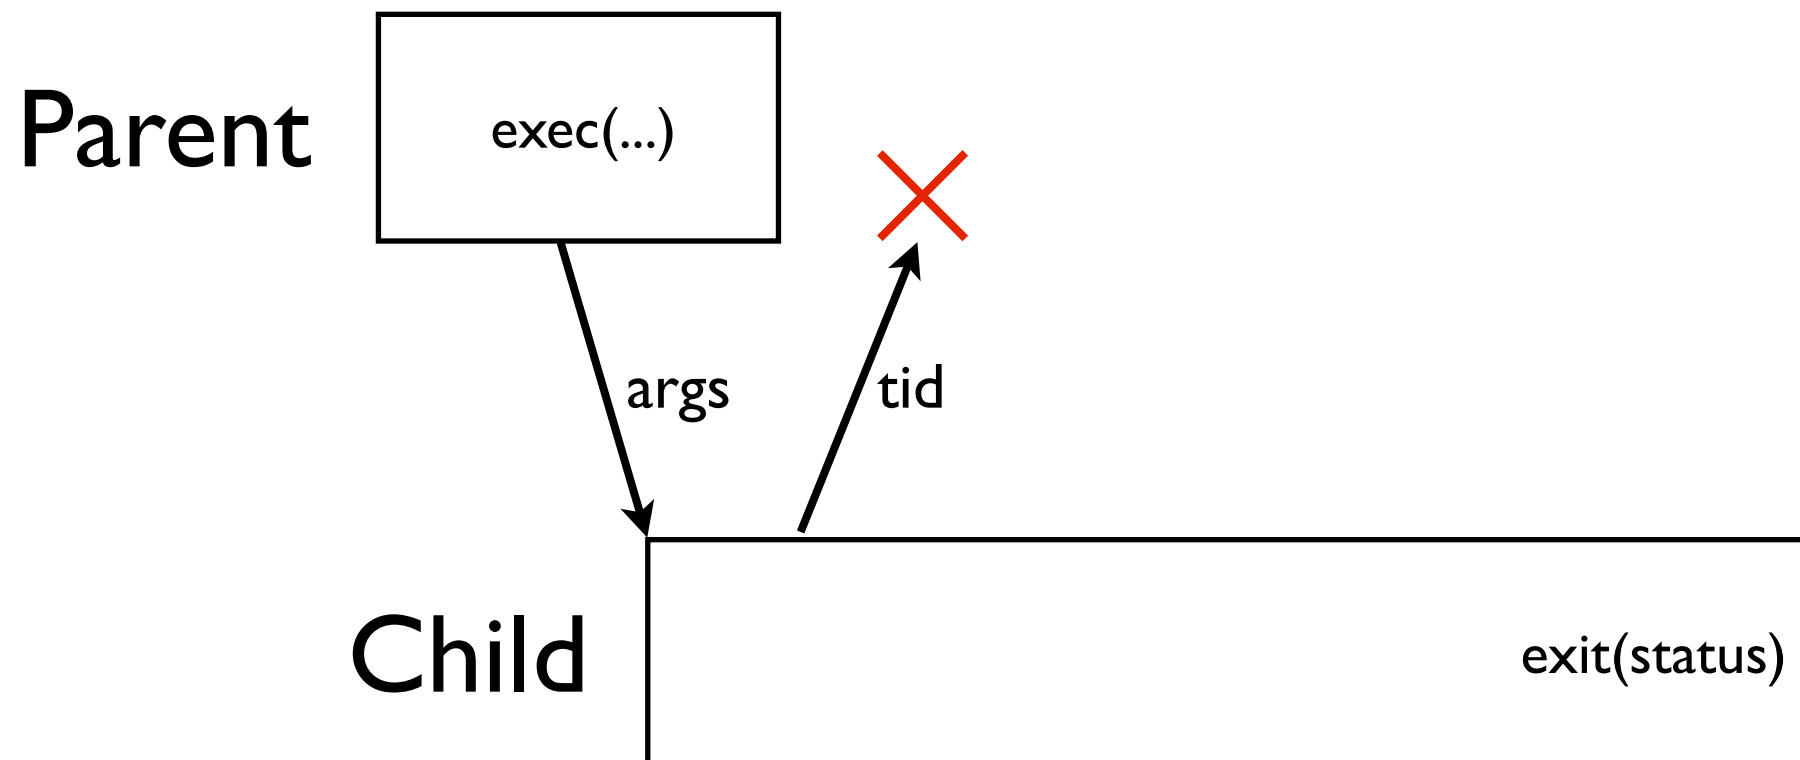 Parent
exec(...)
args
tid
Child
exit(status)